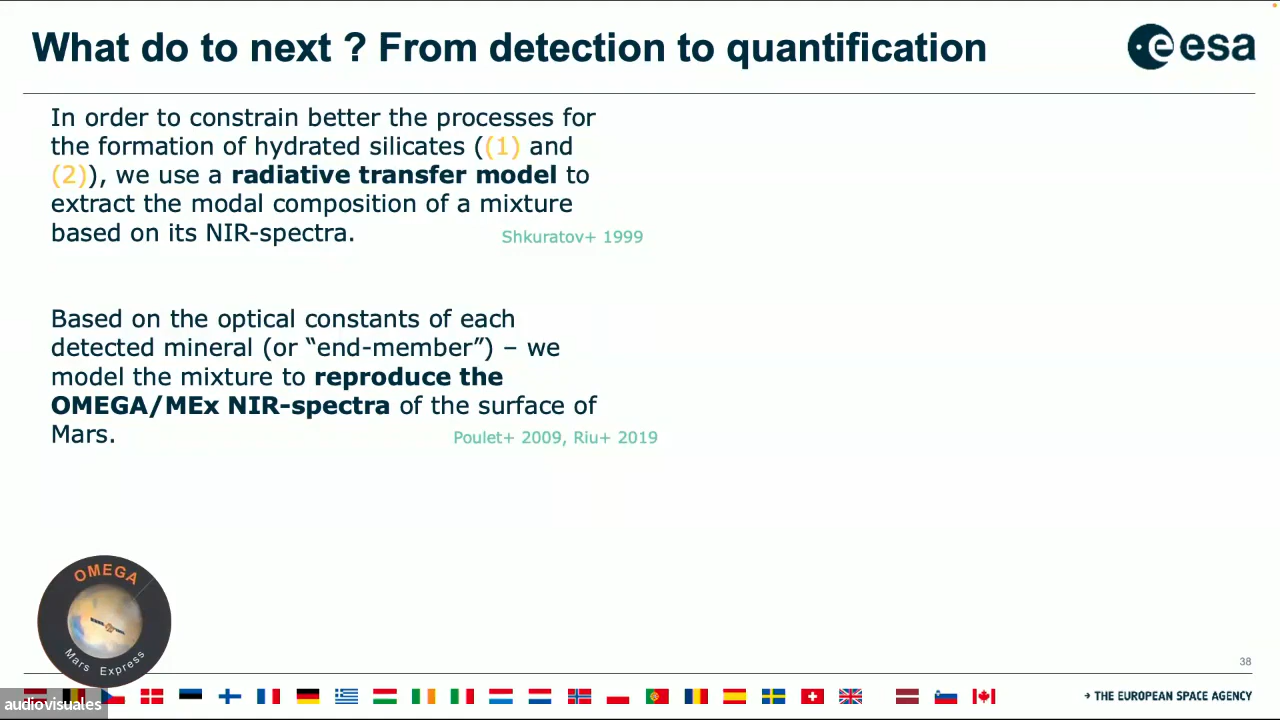 What do to next ? From detection to quantification
esa
In order to constrain better the processes for
the formation of hydrated silicates ((1) and
(2)), we use a radiative transfer model to
extract the modal composition of a mixture
based on its NIR-spectra.
Shkuratov+ 1999
Based on the optical constants of each
detected mineral (or “end-member”) – we
model the mixture to reproduce the
OMEGA/MEx NIR-spectra of the surface of
Mars.
Poulet+ 2009, Riu+ 2019
OMEGA
Mars Express
38
audiovisuales
→ THE EUROPEAN SPACE AGENCY